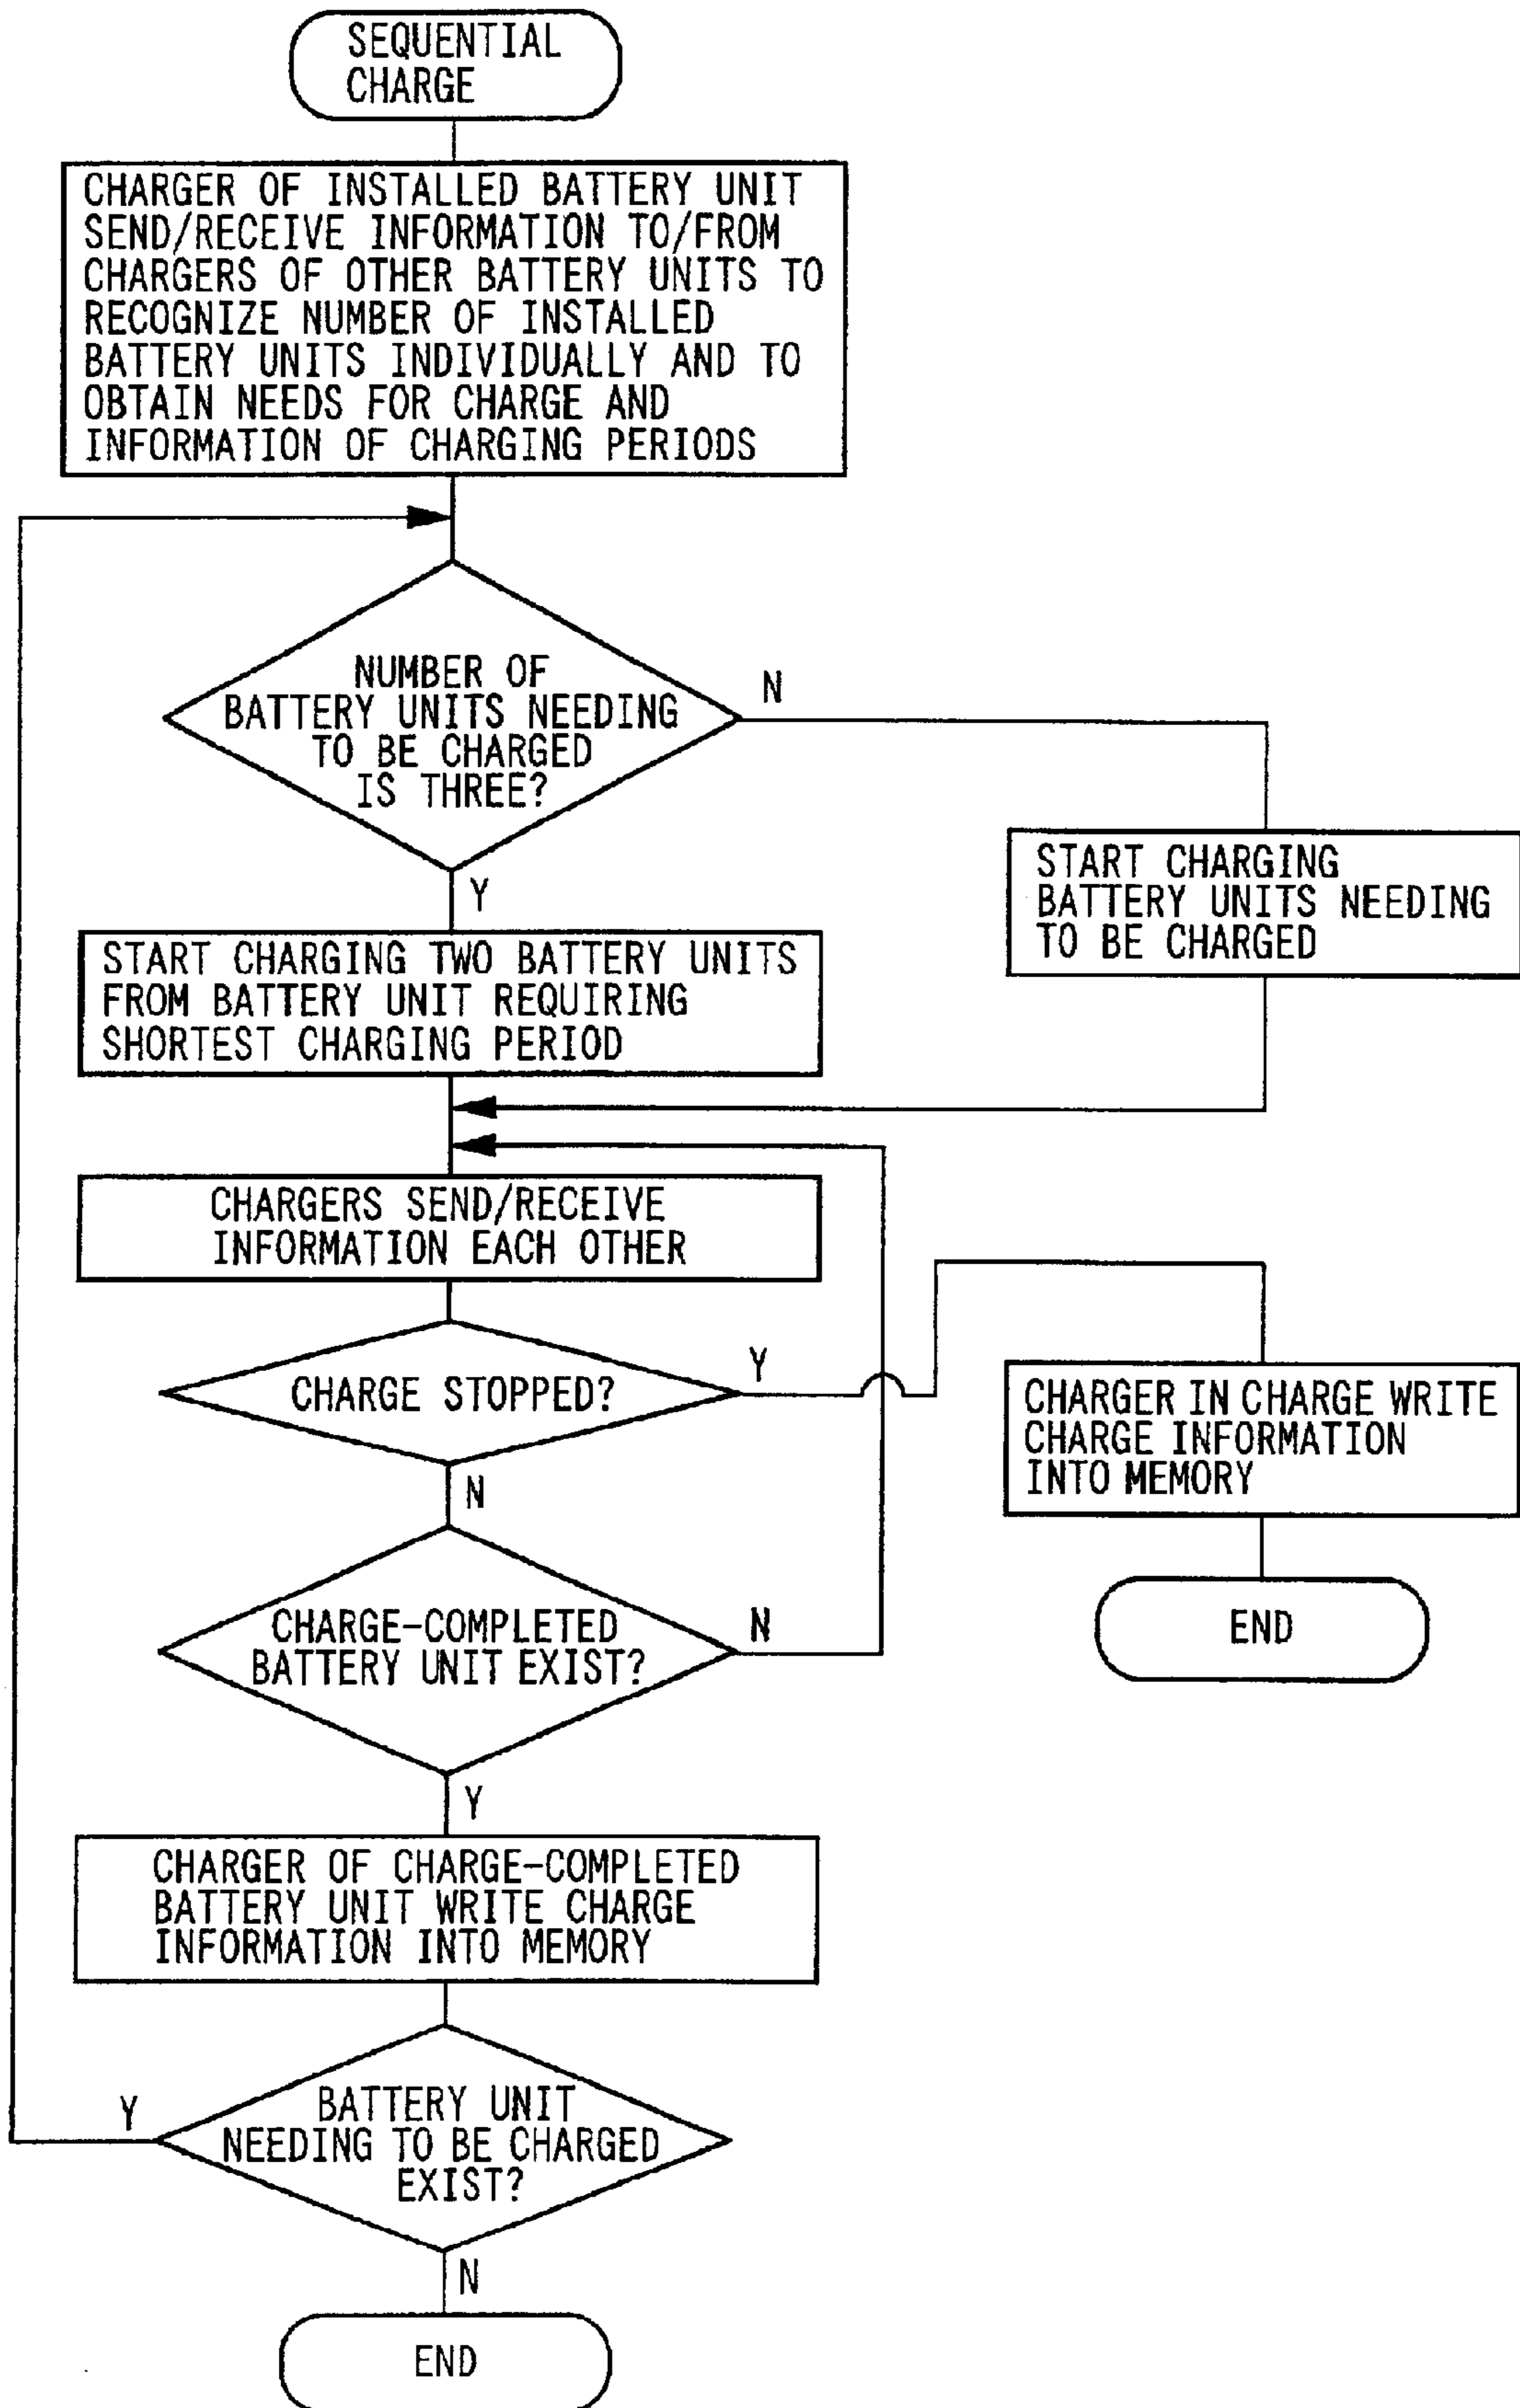 SEQUENTIAL
CHARGE
CHARGER OF INSTALLED BATTERY UNIT
SEND/RECEIVE INFORMATION TO/FROM
CHARGERS OF OTHER BATTERY UNITS TO
RECOGNIZE NUMBER OF INSTALLED
BATTERY UNITS INDIVIDUALLY AND TO
OBTAIN NEEDS FOR CHARGE AND
INFORMATION OF CHARGING PERIODS
NUMBER OF
BATTERY UNITS NEEDING
TO BE CHARGED
IS THREE?
N
Y
START CHARGING
BATTERY UNITS NEEDING
TO BE CHARGED
START CHARGING TWO BATTERY UNITS
FROM BATTERY UNIT REQUIRING
SHORTEST CHARGING PERIOD
CHARGERS SEND/RECEIVE
INFORMATION EACH OTHER
CHARGE STOPPED?
Y
N
CHARGER IN CHARGE WRITE
CHARGE INFORMATION
INTO MEMORY
END
CHARGE-COMPLETED
BATTERY UNIT EXIST?
N
Y
CHARGER OF CHARGE-COMPLETED
BATTERY UNIT WRITE CHARGE
INFORMATION INTO MEMORY
BATTERY UNIT
NEEDING TO BE CHARGED
EXIST?
Y
N
END